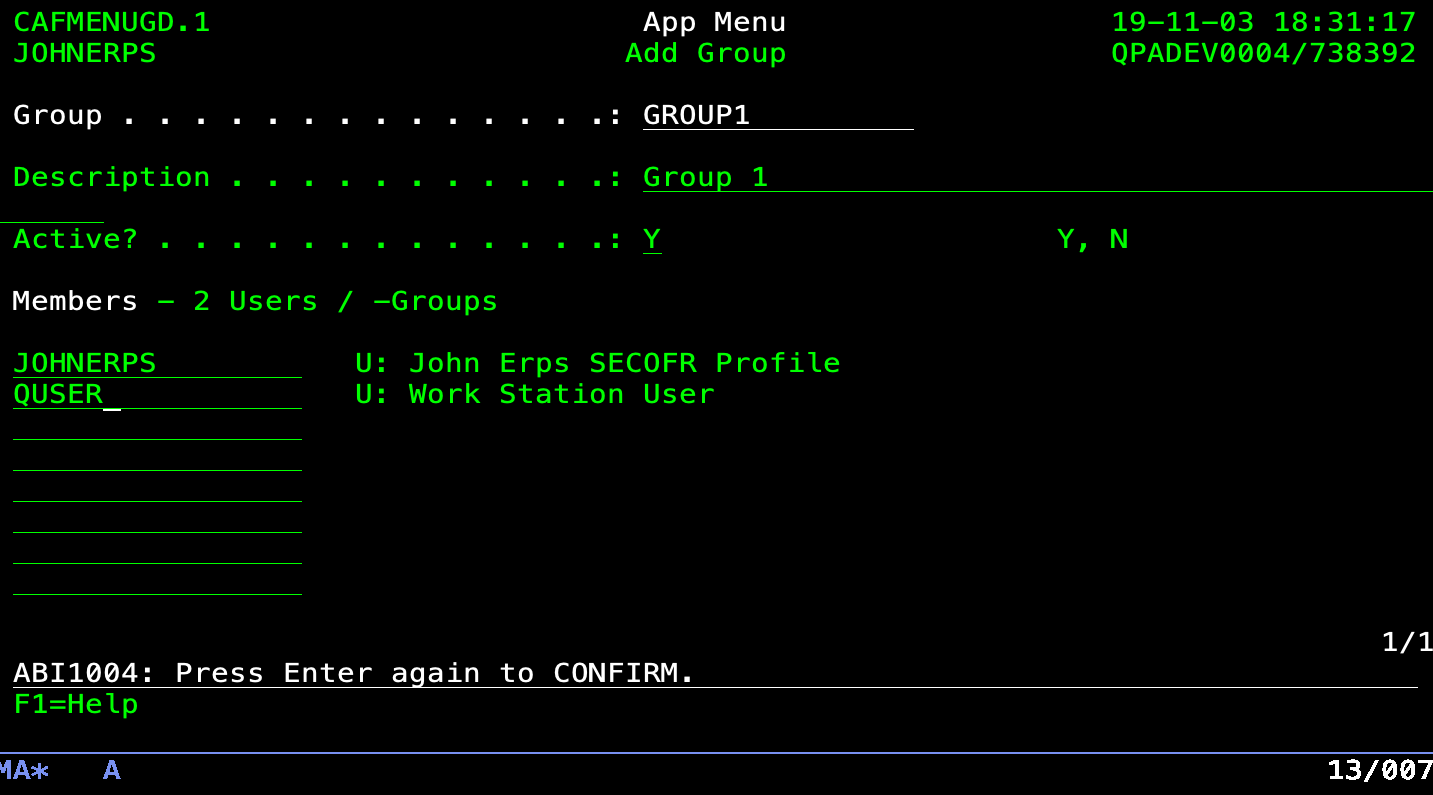 CAFMENUGD.1 App Menu 19-11-03 18:31:17
JOHNERPS Add Group QPADEV0004/738392
Group . . . . . . . . . . . . . .: GROUP1
Description . . . . . . . . . . .: Group 1
Active? . . . . . . . . . . . . .: Y Y, N
Members - 2 Users / -Groups
JOHNERPS U: John Erps SECOFR Profile
QUSER_ U: Work Station User
1/1
ABI1004: Press Enter again to CONFIRM.
F1=Help
MA* A 13/007